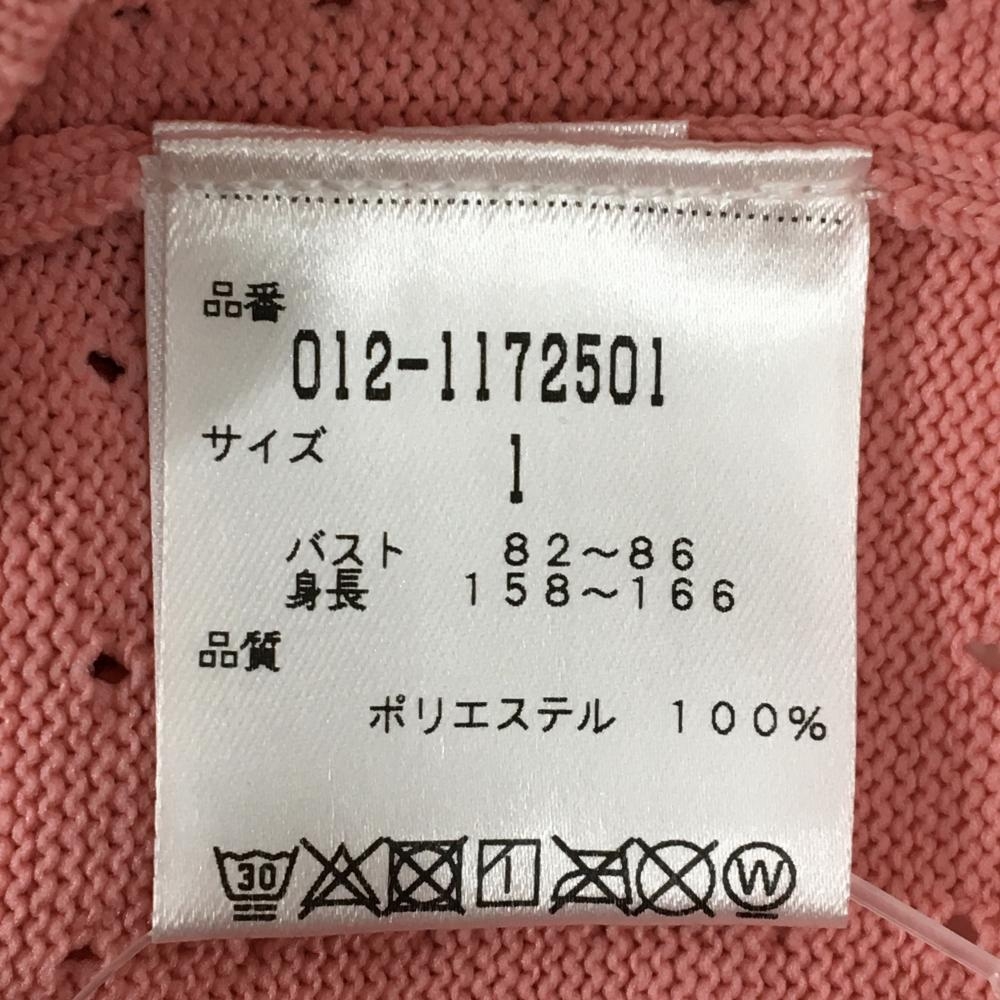 品番
012-1172501
サイズ
1
バスト 82〜86
身長 158〜166
品質
ポリエステル 100%
30 W